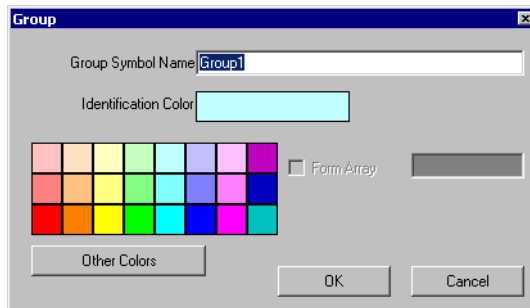 Group
Group Symbol Name Group1
Identification Color
Form Array
Other Colors
OK Cancel